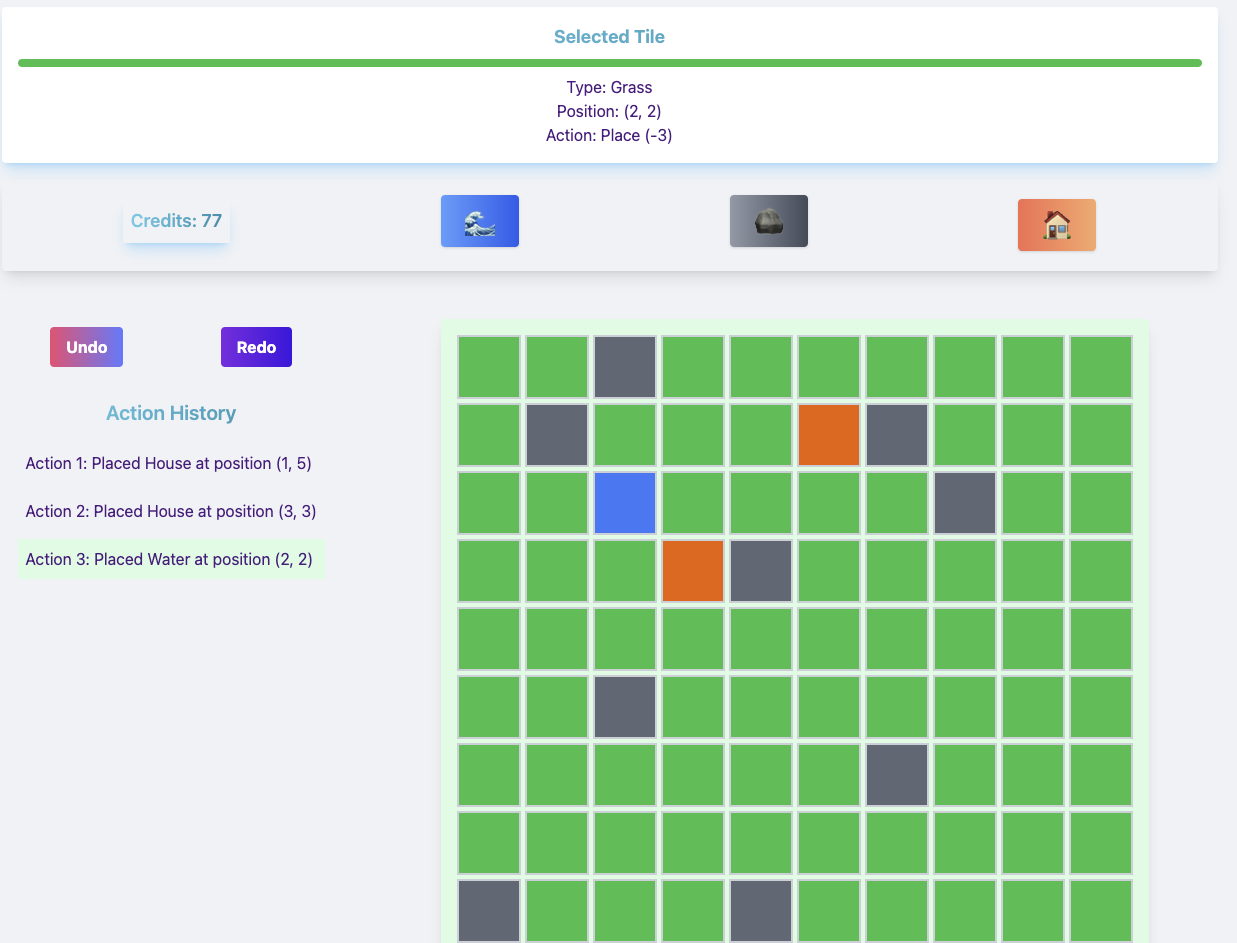 Selected Tile
Type: Grass
Position: (2, 2)
Action: Place (-3)
Credits: 77
Undo
Redo
Action History
Action 1: Placed House at position (1, 5)
Action 2: Placed House at position (3, 3)
Action 3: Placed Water at position (2, 2)